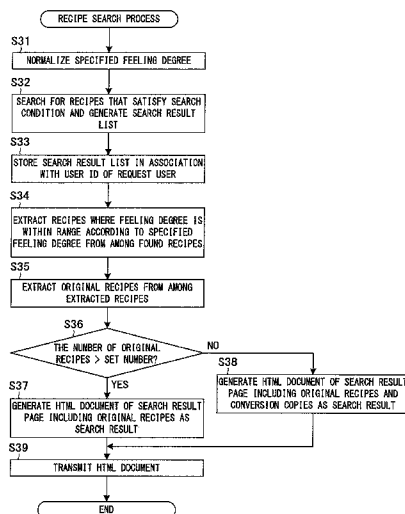 RECIPE SEARCH PROCESS
S31
NORMALIZE SPECIFIED FEELING DEGREE
S32
SEARCH FOR RECIPES THAT SATISFY SEARCH
CONDITION AND GENERATE SEARCH RESULT
LIST
S33
STORE SEARCH RESULT LIST IN ASSOCIATION
WITH USER ID OF REQUEST USER
S34
EXTRACT RECIPES WHERE FEELING DEGREE IS
WITHIN RANGE ACCORDING TO SPECIFIED
FEELING DEGREE FROM AMONG FOUND RECIPES
S35
EXTRACT ORIGINAL RECIPES FROM AMONG
EXTRACTED RECIPES
S36
THE NUMBER OF ORIGINAL
RECIPES > SET NUMBER?
NO
YES
S38
GENERATE HTML DOCUMENT OF SEARCH RESULT
PAGE INCLUDING ORIGINAL RECIPES AND
CONVERSION COPIES AS SEARCH RESULT
S37
GENERATE HTML DOCUMENT OF SEARCH RESULT
PAGE INCLUDING ORIGINAL RECIPES AS
SEARCH RESULT
S39
TRANSMIT HTML DOCUMENT
END